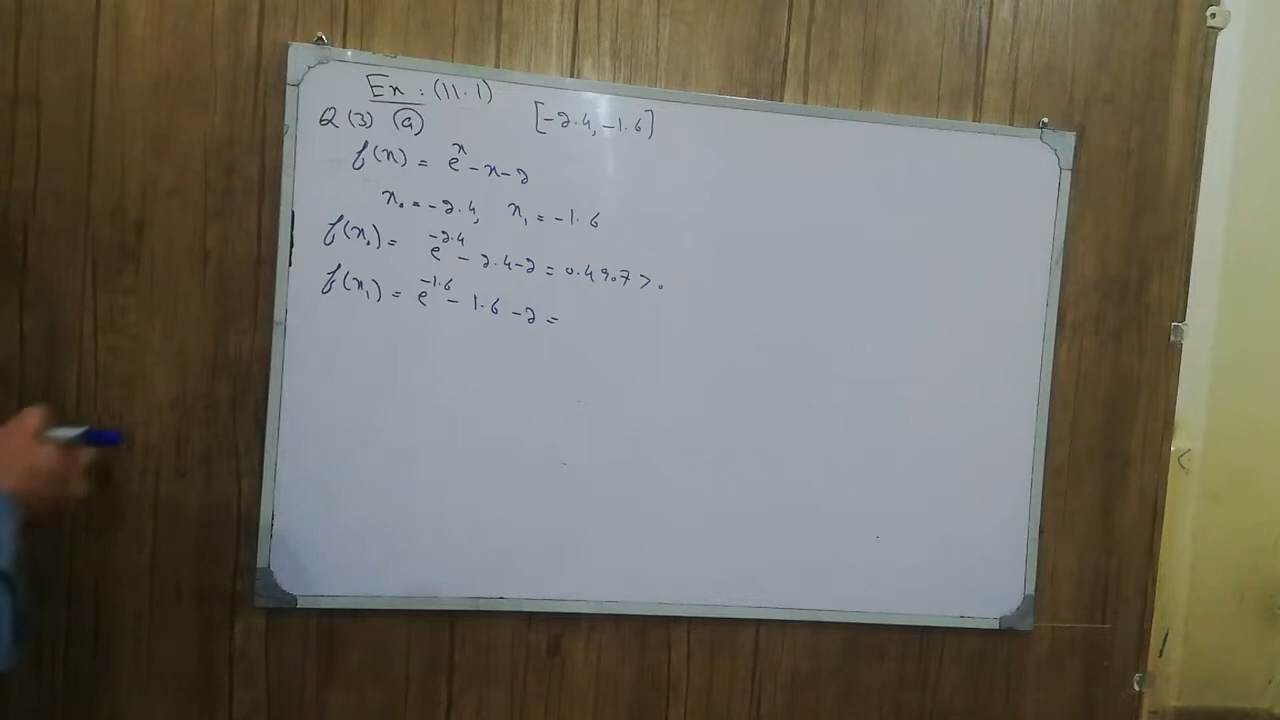 Ex: (11.1)
Q (3) (a) [-2.4, -1.6]
f(x) = e^x - x - 2
x₀ = -2.4, x₁ = -1.6
f(x₀) = e^-2.4 - 2.4 - 2 = 0.4907 > 0
f(x₁) = e^-1.6 - 1.6 - 2 =